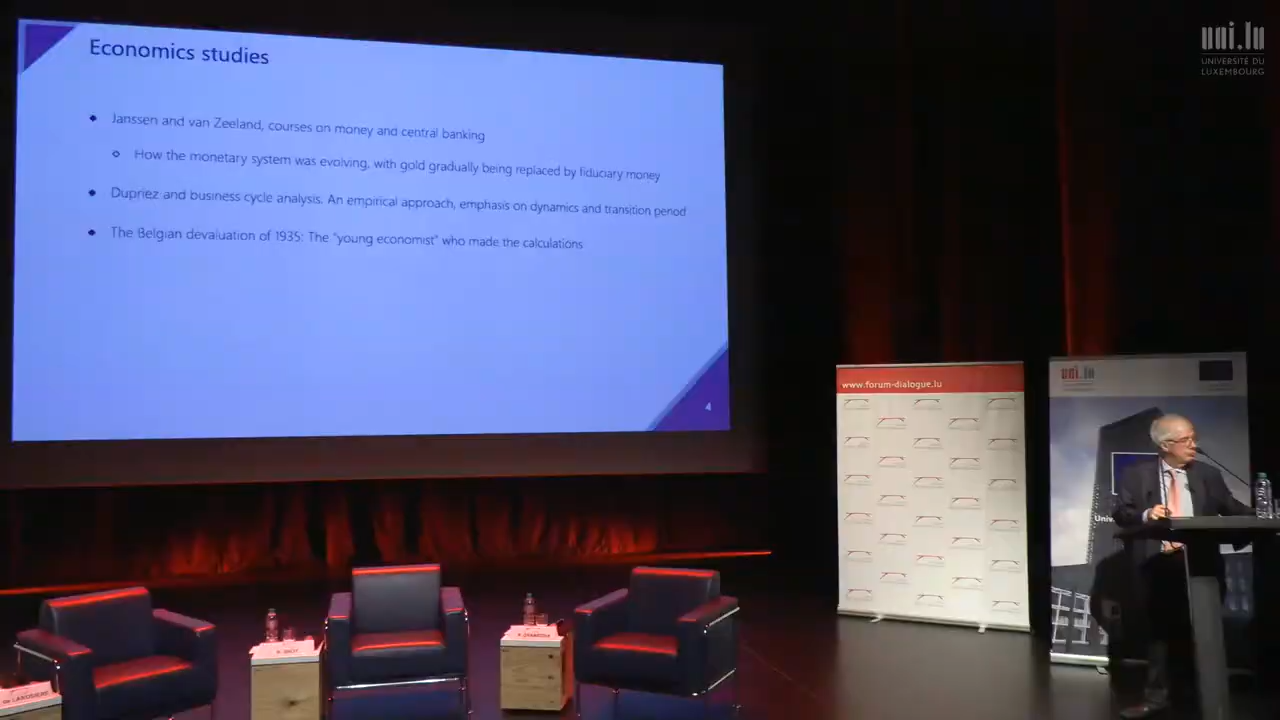 Economics studies
Janssen and van Zeeland, courses on money and central banking
How the monetary system was evolving, with gold gradually being replaced by fiduciary money
Dupriez and business cycle analysis. An empirical approach, emphasis on dynamics and transition period
The Belgian devaluation of 1935: The "young economist" who made the calculations
4
uni.lu
UNIVERSITÉ DU
LUXEMBOURG
www.forum-dialogue.lu
uni.lu
Univ